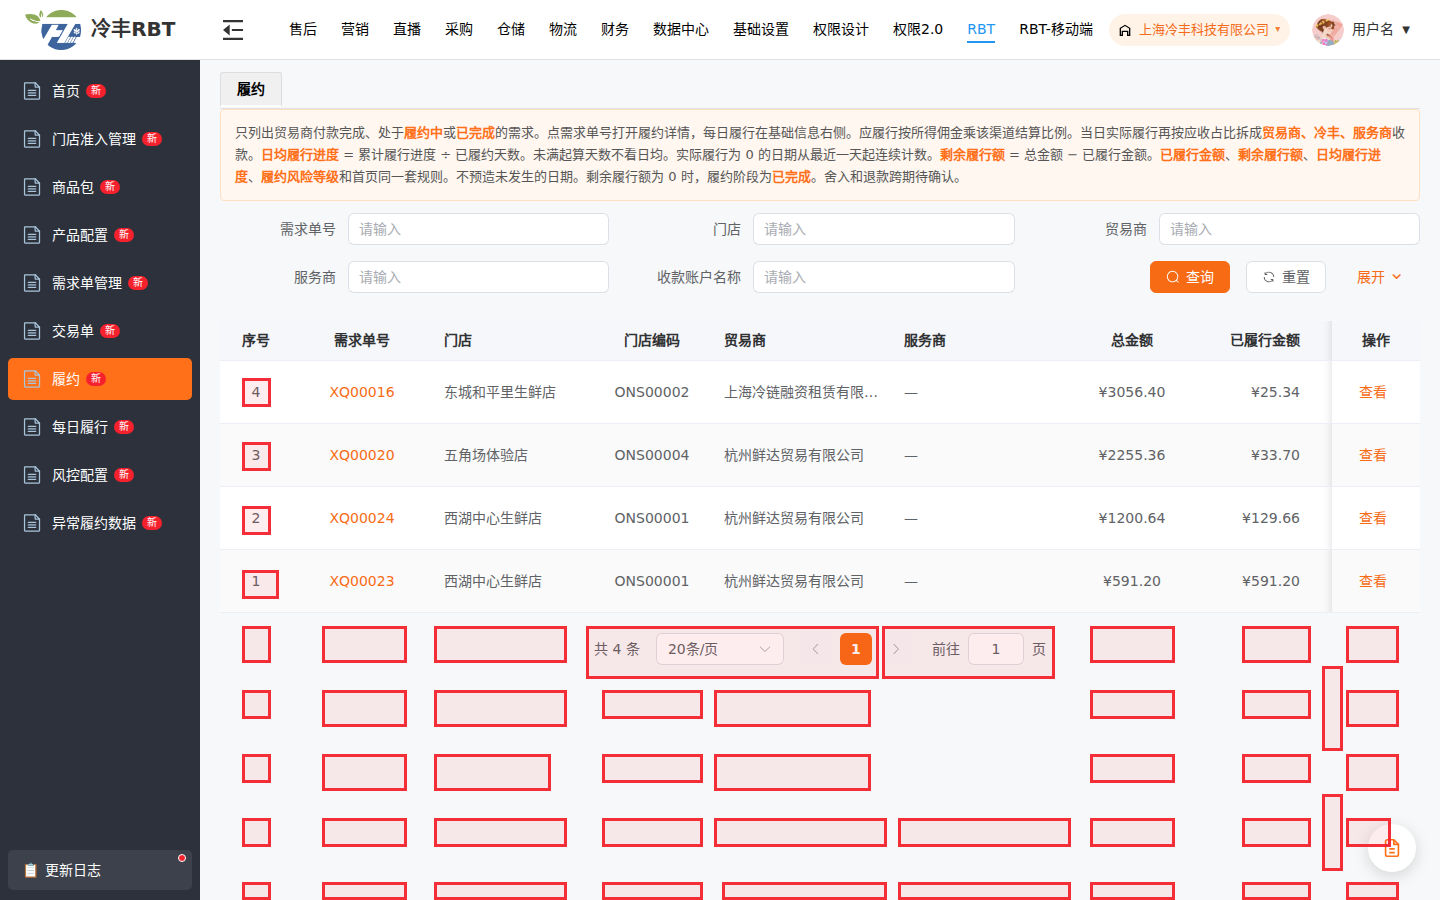 冷丰RBT
售后 营销 直播 采购 仓储 物流 财务 数据中心 基础设置 权限设计 权限2.0 RBT RBT-移动端 上海冷丰科技有限公司 ▾ 用户名 ▼
首页 新
门店准入管理 新
商品包 新
产品配置 新
需求单管理 新
交易单 新
履约 新
每日履行 新
风控配置 新
异常履约数据 新
更新日志
履约
只列出贸易商付款完成、处于履约中或已完成的需求。点需求单号打开履约详情，每日履行在基础信息右侧。应履行按所得佣金乘该渠道结算比例。当日实际履行再按应收占比拆成贸易商、冷丰、服务商收
款。日均履行进度 = 累计履行进度 ÷ 已履约天数。未满起算天数不看日均。实际履行为 0 的日期从最近一天起连续计数。剩余履行额 = 总金额 − 已履行金额。已履行金额、剩余履行额、日均履行进
度、履约风险等级和首页同一套规则。不预造未发生的日期。剩余履行额为 0 时，履约阶段为已完成。舍入和退款跨期待确认。
需求单号 请输入 门店 请输入 贸易商 请输入
服务商 请输入 收款账户名称 请输入 查询 重置 展开
序号 需求单号 门店 门店编码 贸易商 服务商 总金额 已履行金额 操作
4 XQ00016 东城和平里生鲜店 ONS00002 上海冷链融资租赁有限... — ¥3056.40 ¥25.34 查看
3 XQ00020 五角场体验店 ONS00004 杭州鲜达贸易有限公司 — ¥2255.36 ¥33.70 查看
2 XQ00024 西湖中心生鲜店 ONS00001 杭州鲜达贸易有限公司 — ¥1200.64 ¥129.66 查看
1 XQ00023 西湖中心生鲜店 ONS00001 杭州鲜达贸易有限公司 — ¥591.20 ¥591.20 查看
共 4 条 20条/页 1 前往 1 页